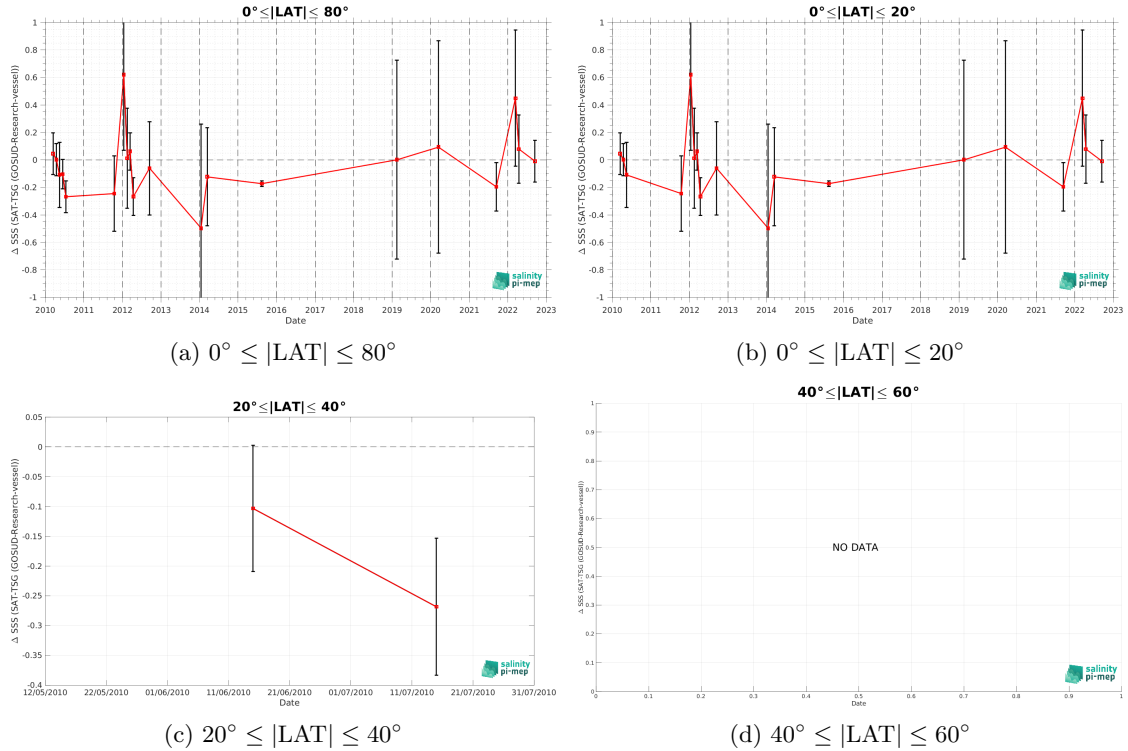 0°≤|LAT|≤ 80°
Δ SSS (SAT-TSG (GOSUD-Research-vessel))
1
0.8
0.6
0.4
0.2
0
-0.2
-0.4
-0.6
-0.8
-1
2010 2011 2012 2013 2014 2015 2016 2017 2018 2019 2020 2021 2022 2023
Date
salinity
pi-mep
(a) 0° ≤ |LAT| ≤ 80°
0°≤|LAT|≤ 20°
Δ SSS (SAT-TSG (GOSUD-Research-vessel))
1
0.8
0.6
0.4
0.2
0
-0.2
-0.4
-0.6
-0.8
-1
2010 2011 2012 2013 2014 2015 2016 2017 2018 2019 2020 2021 2022 2023
Date
salinity
pi-mep
(b) 0° ≤ |LAT| ≤ 20°
20°≤|LAT|≤ 40°
Δ SSS (SAT-TSG (GOSUD-Research-vessel))
0.05
0
-0.05
-0.1
-0.15
-0.2
-0.25
-0.3
-0.35
-0.4
12/05/2010 22/05/2010 01/06/2010 11/06/2010 21/06/2010 01/07/2010 11/07/2010 21/07/2010 31/07/2010
Date
salinity
pi-mep
(c) 20° ≤ |LAT| ≤ 40°
40°≤|LAT|≤ 60°
Δ SSS (SAT-TSG (GOSUD-Research-vessel))
1
0.9
0.8
0.7
0.6
0.5
0.4
0.3
0.2
0.1
0
NO DATA
0 0.1 0.2 0.3 0.4 0.5 0.6 0.7 0.8 0.9 1
Date
salinity
pi-mep
(d) 40° ≤ |LAT| ≤ 60°